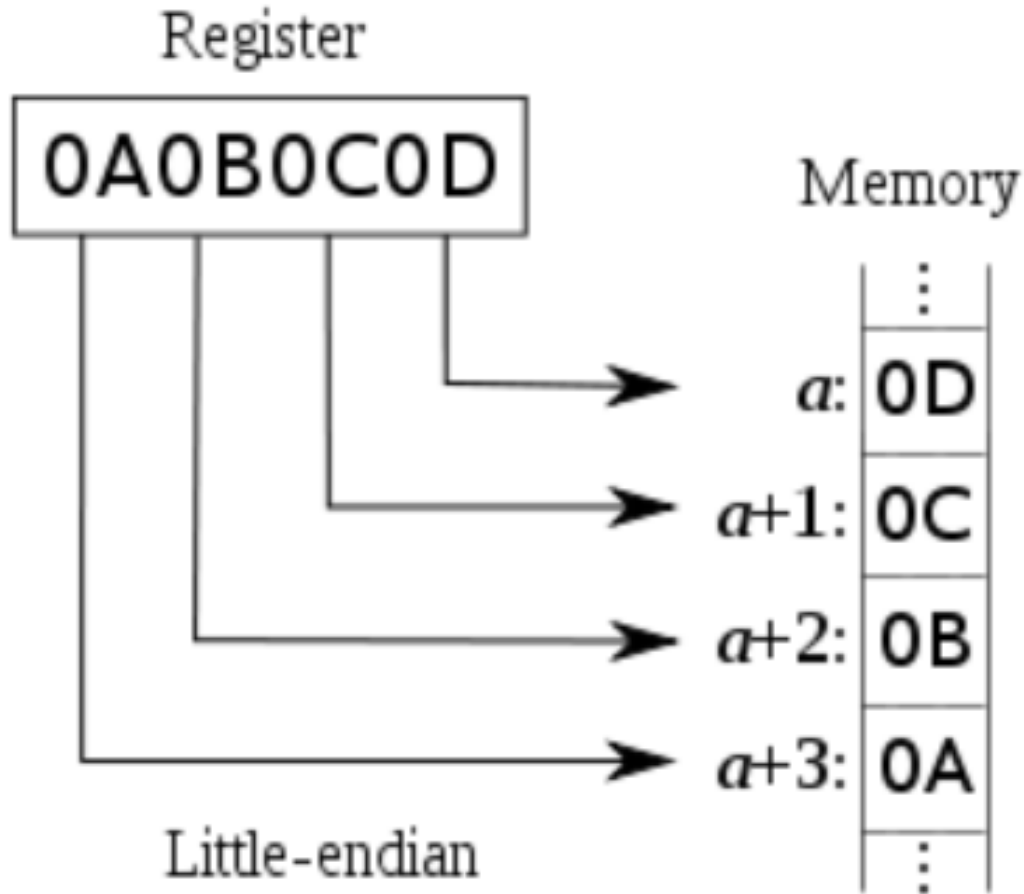 Register
0A0B0C0D
Memory
⋮
a: 0D
a+1: 0C
a+2: 0B
a+3: 0A
⋮
Little-endian